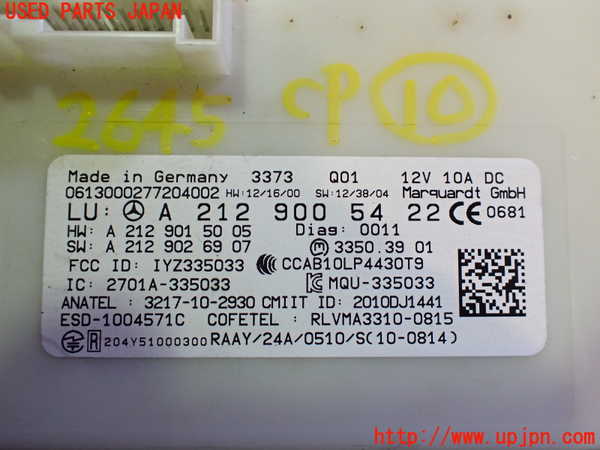 USED PARTS JAPAN
2645 CP 10
Made in Germany 3373 Q01 12V 10A DC
0613000277204002 HW:12/16/00 SW:12/38/04 Marquardt GmbH
LU: A 212 900 54 22 CE 0681
HW: A 212 901 50 05 Diag: 0011
SW: A 212 902 69 07 3350.39 01
FCC ID: IYZ335033 CCAB10LP4430T9
IC: 2701A-335033 MQU-335033
ANATEL : 3217-10-2930 CMIIT ID: 2010DJ1441
ESD-1004571C COFETEL : RLVMA3310-0815
R 204Y51000300 RAAY/24A/0510/S(10-0814)
http://www.upjpn.com/